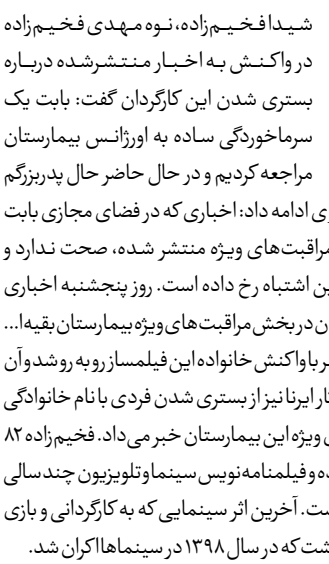 شیدا فخیم‌زاده، نوه مهدی فخیم‌زاده
در واکنش به اخبار منتشرشده درباره
بستری شدن این کارگردان گفت: بابت یک
سرماخوردگی ساده به اورژانس بیمارستان
مراجعه کردیم و در حال حاضر حال پدربزرگم
ادامه داد: اخباری که در فضای مجازی بابت
مراقبت‌های ویژه منتشر شده، صحت ندارد و
اشتباه رخ داده است. روز پنجشنبه اخباری
در بخش مراقبت‌های ویژه بیمارستان بقیه‌ا...
با واکنش خانواده این فیلمساز روبه رو شد و آن
ایرنا نیز از بستری شدن فردی با نام خانوادگی
ویژه این بیمارستان خبر می‌داد. فخیم‌زاده ۸۲
و فیلمنامه‌نویس سینما و تلویزیون چند سالی
آخرین اثر سینمایی که به کارگردانی و بازی
که در سال ۱۳۹۸ در سینماها اکران شد.